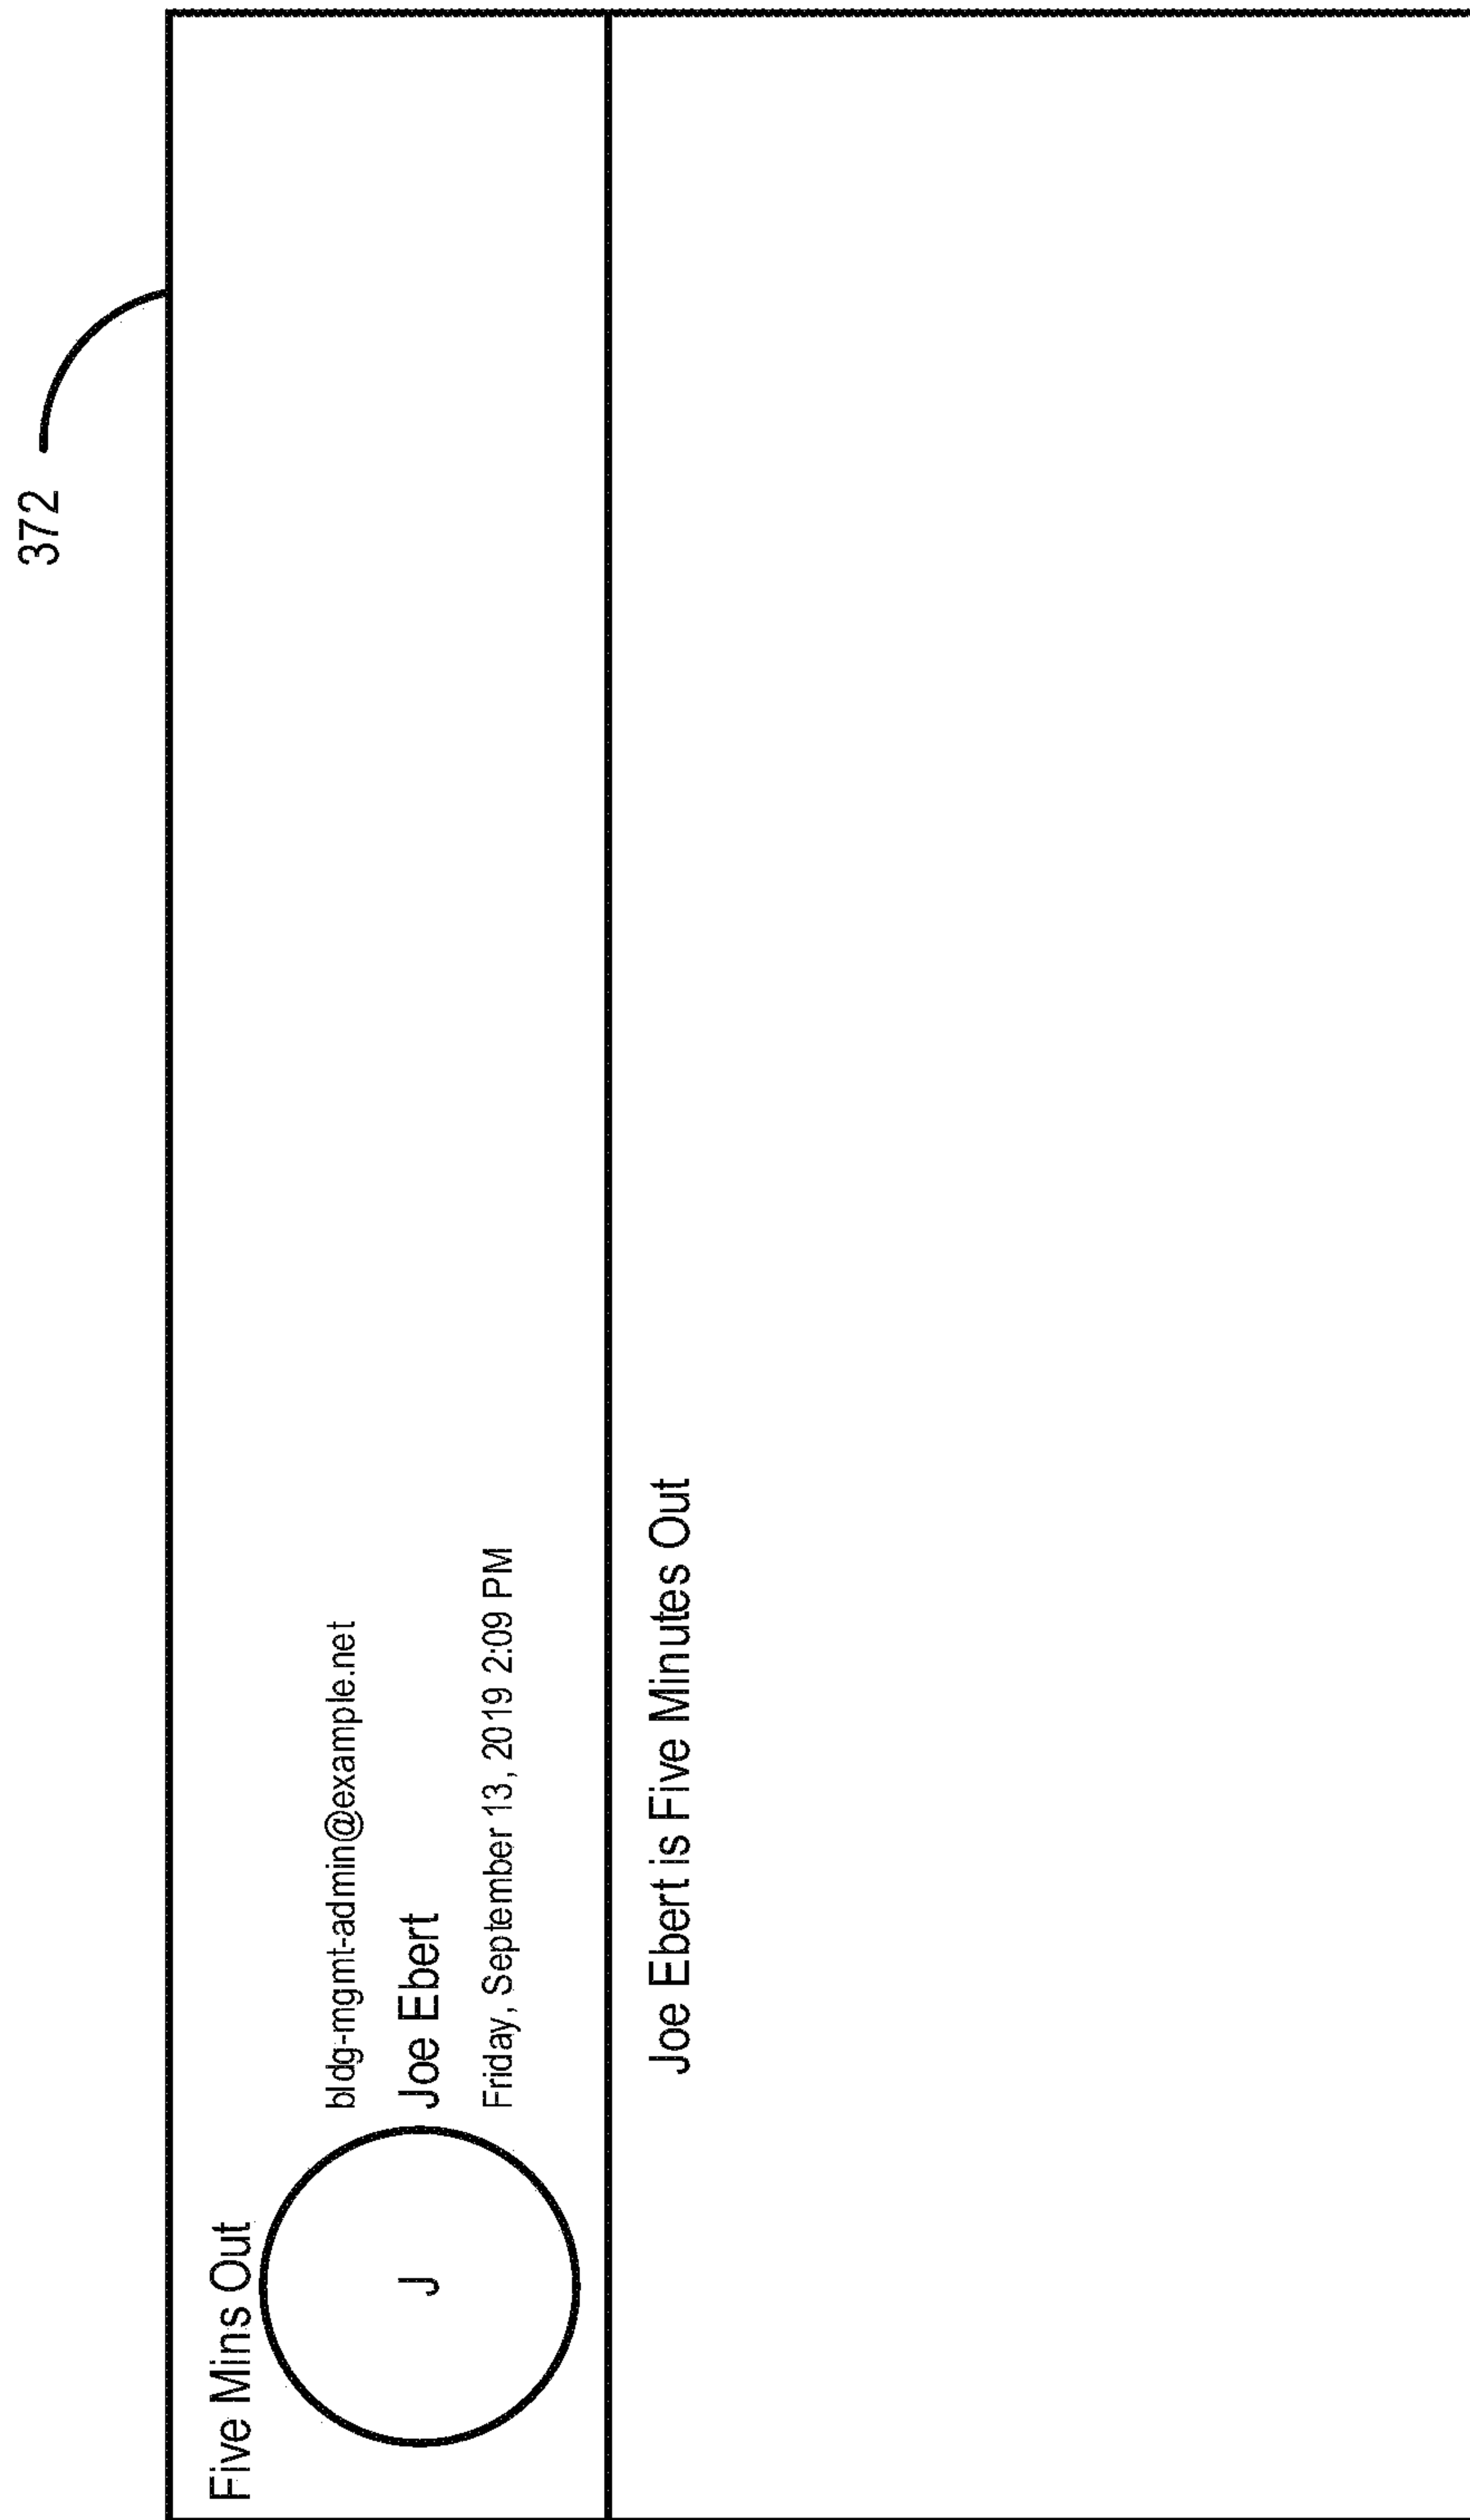 372
Five Mins Out
bldg-mgmt-admin@example.net
J
Joe Ebert
Friday, September 13, 2019 2:09 PM
Joe Ebert is Five Minutes Out